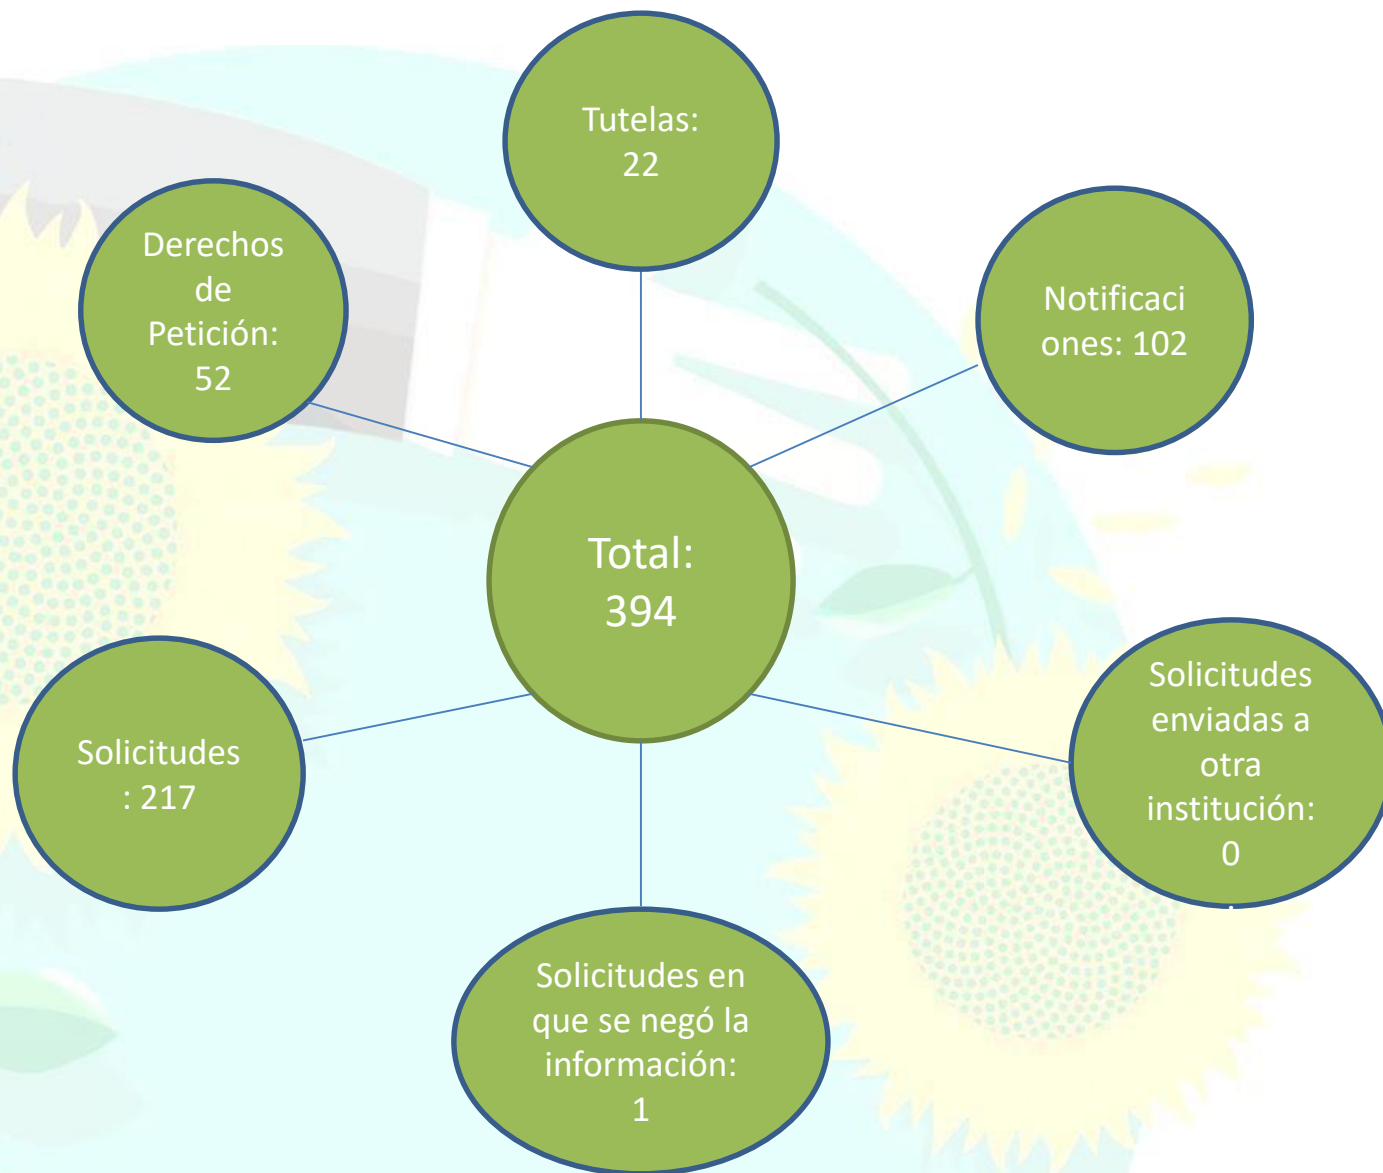 Tutelas:
22
Derechos
de
Petición:
52
Notificaci
ones: 102
Total:
394
Solicitudes
: 217
Solicitudes
enviadas a
otra
institución:
0
.
Solicitudes en
que se negó la
información:
1